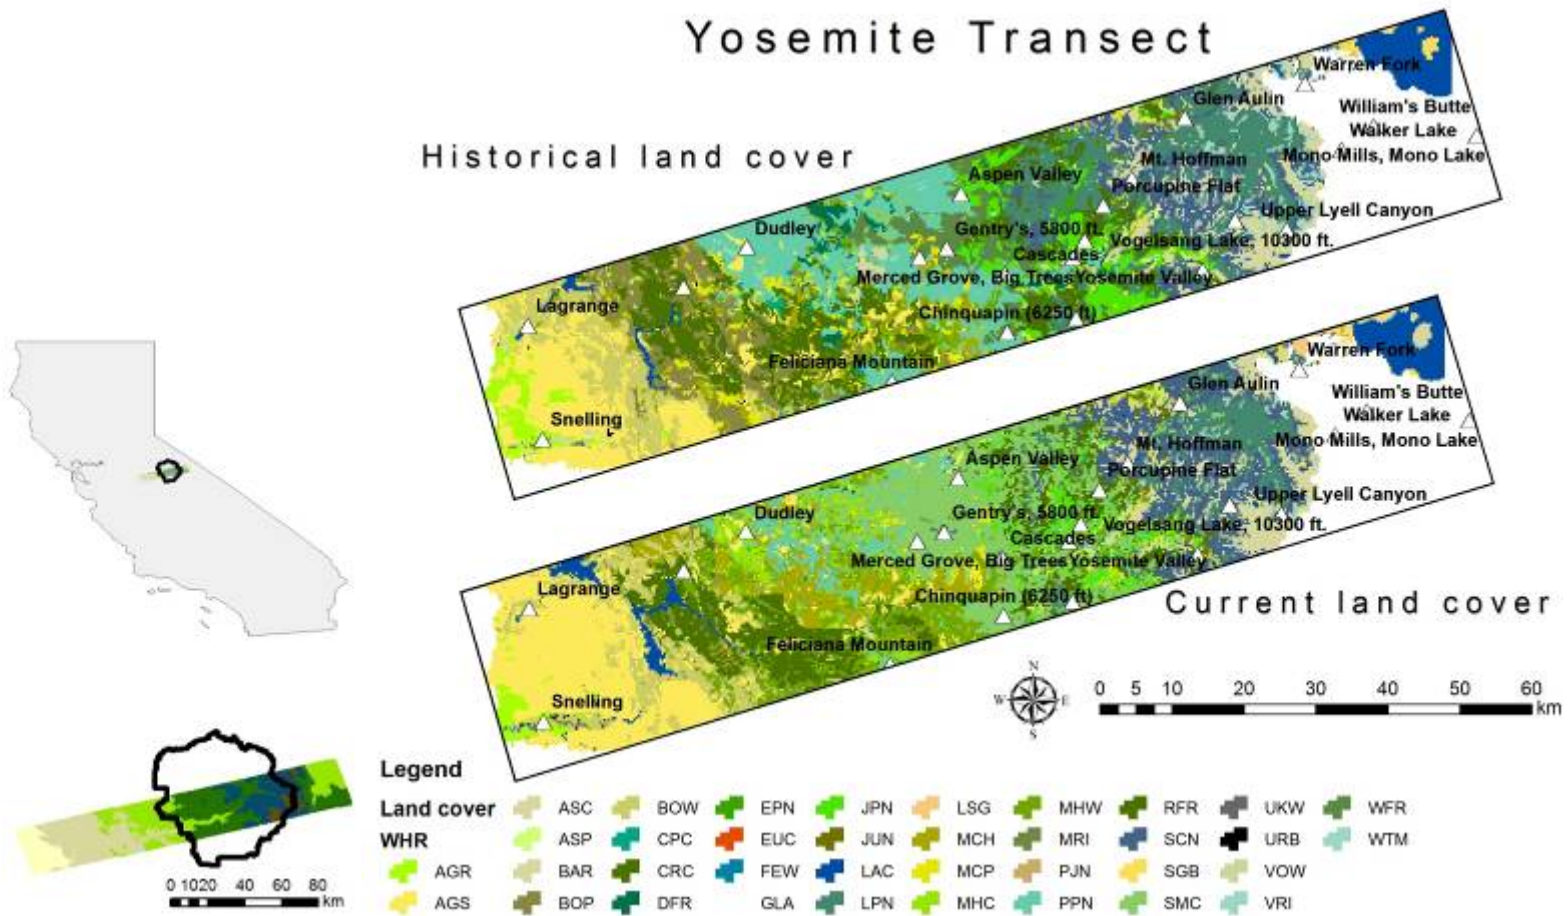 Yosemite Transect
Historical land cover
Warren Fork
Glen Aulin
William's Butte
Walker Lake
Mono Mills, Mono Lake
Mt. Hoffman
Aspen Valley
Porcupine Flat
Upper Lyell Canyon
Dudley
Gentry's, 5800 ft.
Vogelsang Lake, 10300 ft.
Cascades
Merced Grove, Big Trees Yosemite Valley
Lagrange
Chinquapin (6250 ft)
Feliciana Mountain
Snelling
Warren Fork
Glen Aulin
William's Butte
Walker Lake
Mono Mills, Mono Lake
Mt. Hoffman
Aspen Valley
Porcupine Flat
Upper Lyell Canyon
Dudley
Gentry's, 5800 ft.
Vogelsang Lake, 10300 ft.
Cascades
Merced Grove, Big Trees Yosemite Valley
Lagrange
Chinquapin (6250 ft)
Current land cover
Feliciana Mountain
Snelling
N
W E
S
0 5 10 20 30 40 50 60
km
Legend
Land cover
WHR
AGR
AGS
ASC
ASP
BAR
BOP
BOW
CPC
CRC
DFR
EPN
EUC
FEW
GLA
JPN
JUN
LAC
LPN
LSG
MCH
MCP
MHC
MHW
MRI
PJN
PPN
RFR
SCN
SGB
SMC
UKW
URB
VOW
VRI
WFR
WTM
0 10 20 40 60 80
km